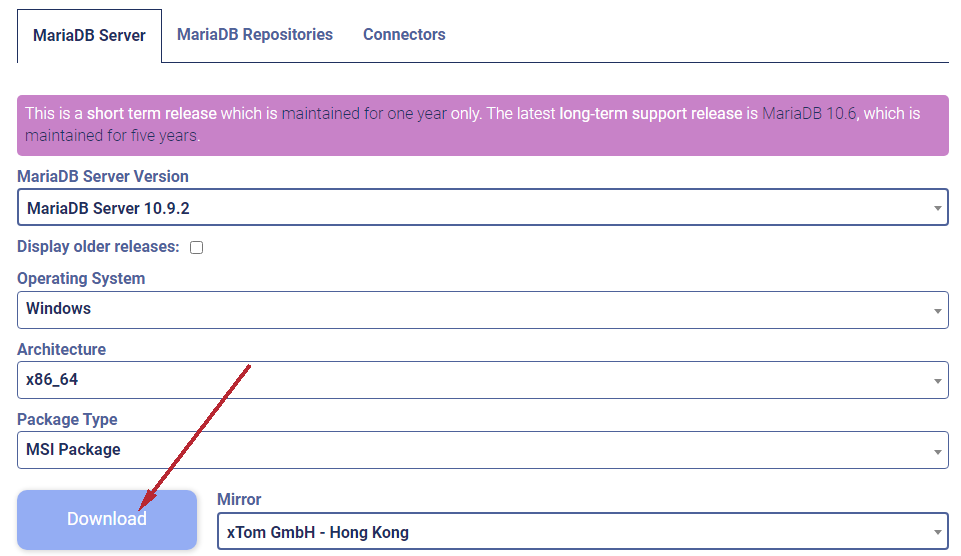 MariaDB Server MariaDB Repositories Connectors
This is a short term release which is maintained for one year only. The latest long-term support release is MariaDB 10.6, which is
maintained for five years.
MariaDB Server Version
MariaDB Server 10.9.2
Display older releases:
Operating System
Windows
Architecture
x86_64
Package Type
MSI Package
Download
Mirror
xTom GmbH - Hong Kong